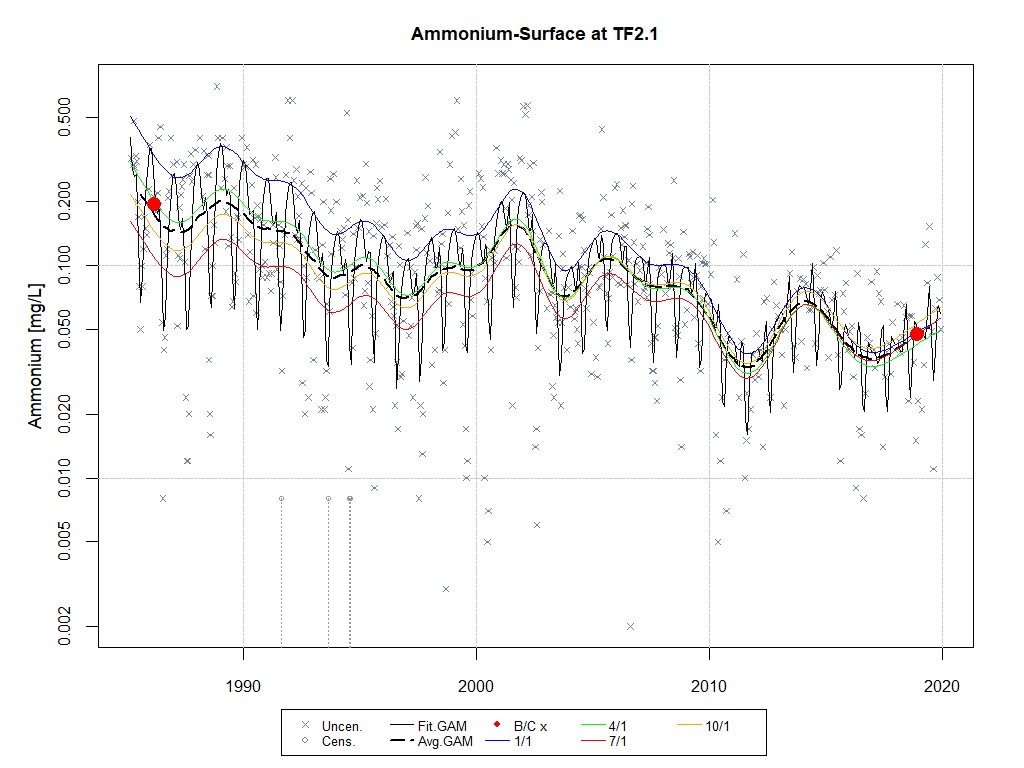 Ammonium-Surface at TF2.1
Ammonium [mg/L]
0.500
0.200
0.100
0.050
0.020
0.010
0.005
0.002
1990 2000 2010 2020
Uncen. Fit.GAM B/C x 4/1 10/1
Cens. Avg.GAM 1/1 7/1